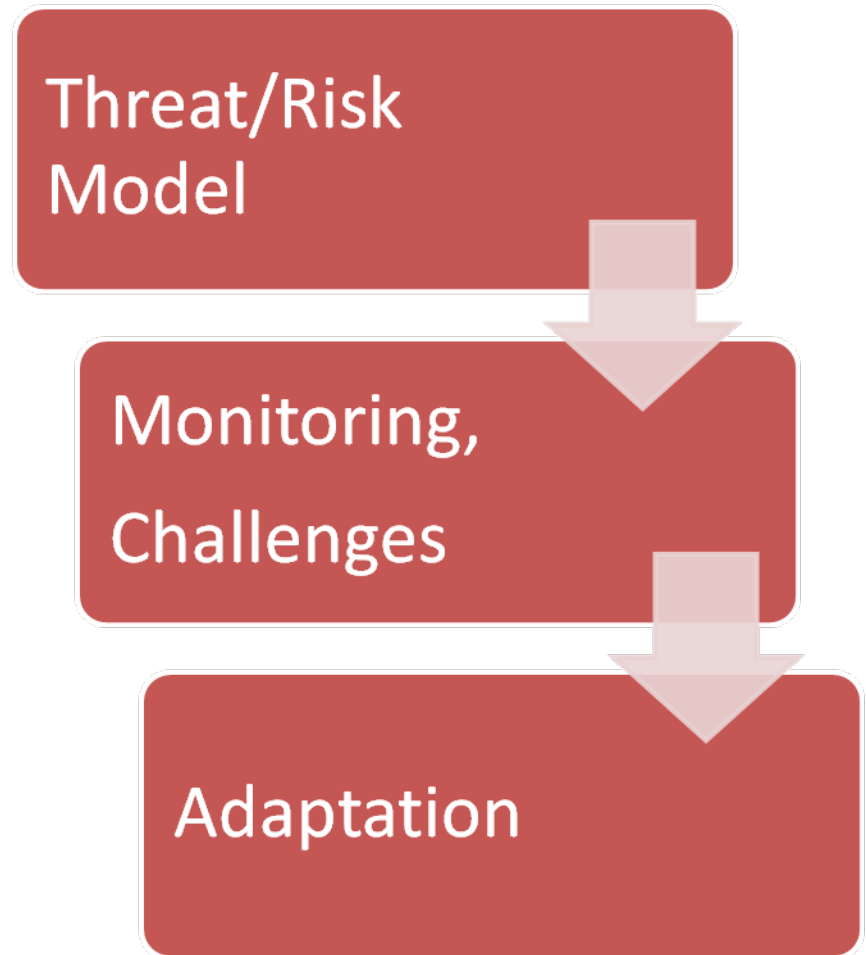 Threat/Risk
Model
Monitoring,
Challenges
Adaptation